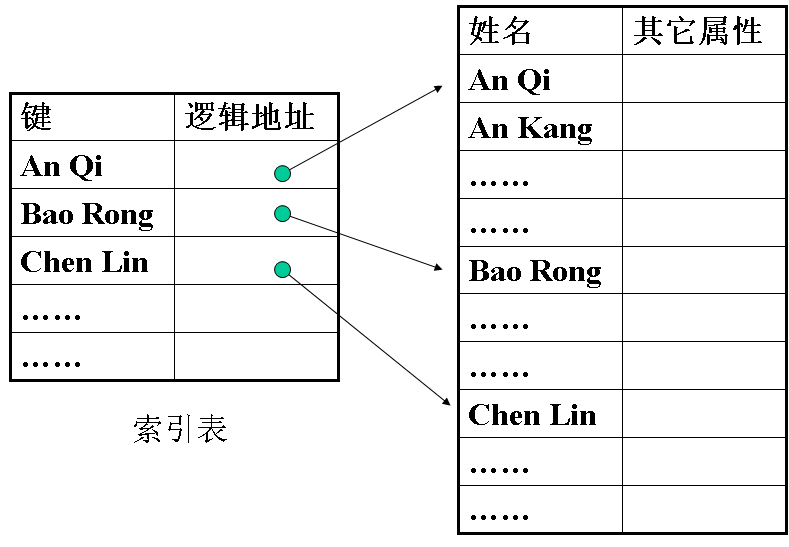 键 逻辑地址
An Qi
Bao Rong
Chen Lin
……
……
索引表
姓名 其它属性
An Qi
An Kang
……
……
Bao Rong
……
……
Chen Lin
……
……